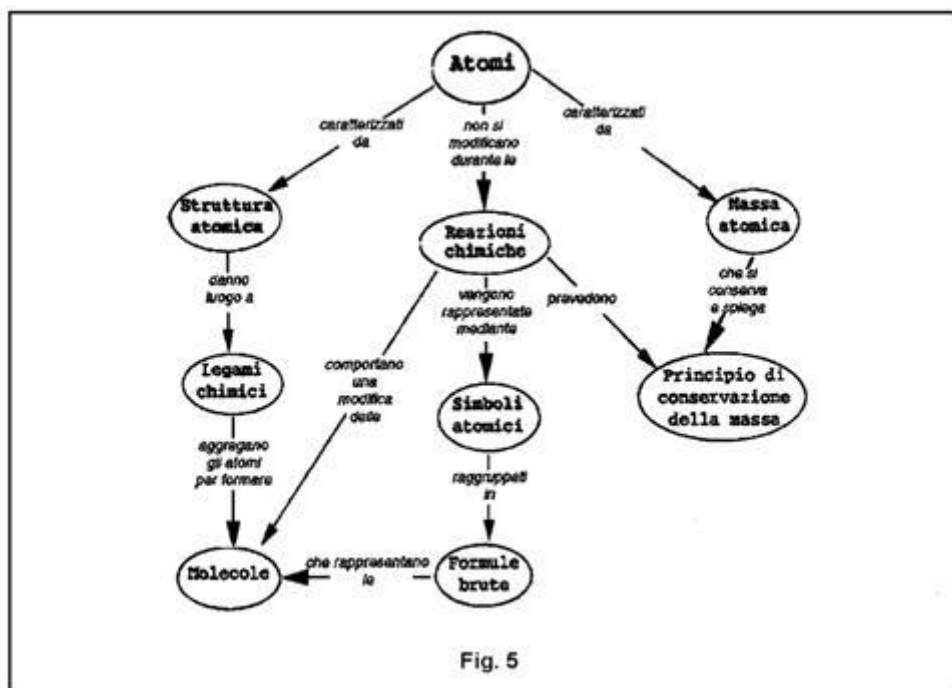 Atomi
caratterizzati
da
non si
modificano
durante le
caratterizzati
da
Struttura
atomica
Reazioni
chimiche
Massa
atomica
danno
luogo a
vengono
rappresentate
mediante
prevedono
che si
conserva
e spiega
Legami
chimici
comportano
una
modifica
delle
Simboli
atomici
Principio di
conservazione
della massa
aggregano
gli atomi
per formare
raggruppati
in
Molecole
che rappresentano
le
Formule
brute
Fig. 5